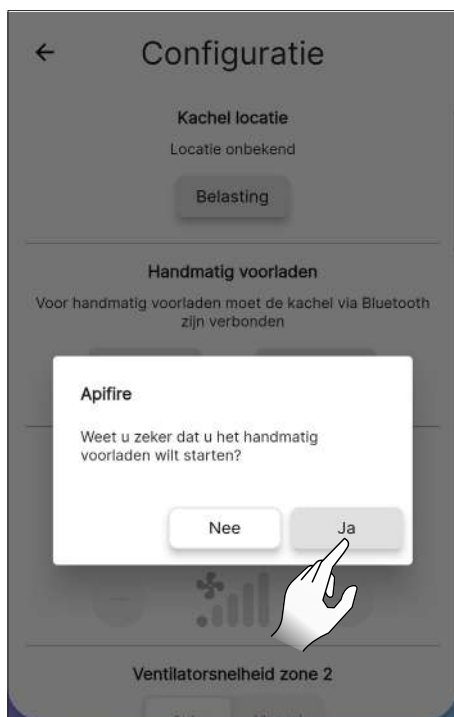 Configuratie
Kachel locatie
Locatie onbekend
Belasting
Handmatig voorladen
Voor handmatig voorladen moet de kachel via Bluetooth
zijn verbonden
Apifire
Weet u zeker dat u het handmatig
voorladen wilt starten?
Nee
Ja
Ventilatorsnelheid zone 2